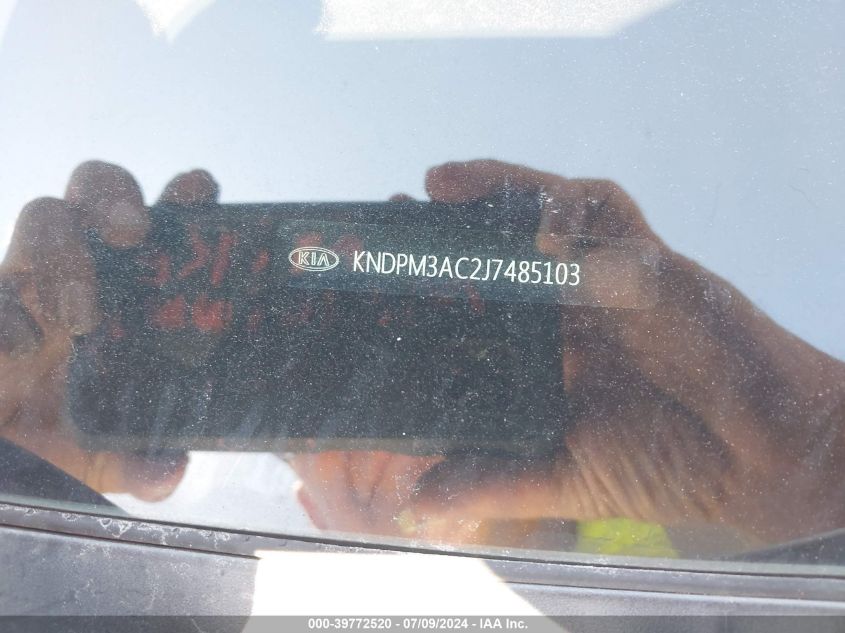 KIA KNDPM3AC2J7485103
000-39772520 - 07/09/2024 - IAA Inc.